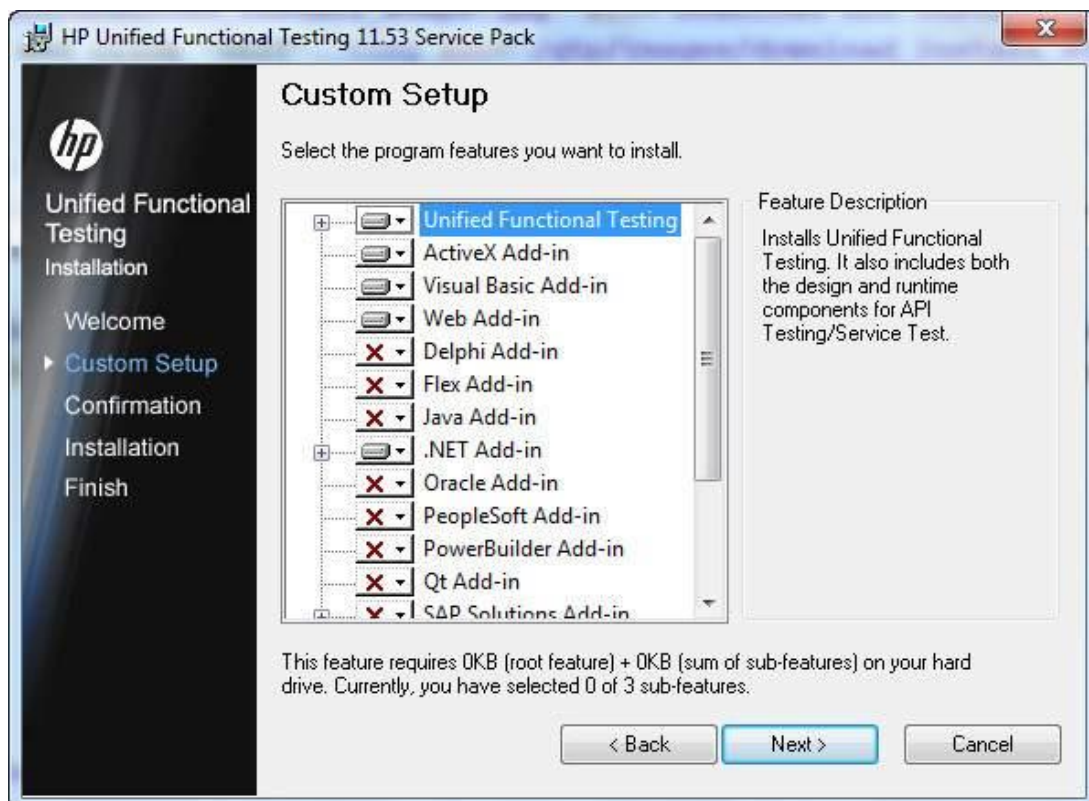 HP Unified Functional Testing 11.53 Service Pack
hp
Unified Functional
Testing
Installation
Welcome
Custom Setup
Confirmation
Installation
Finish
Custom Setup
Select the program features you want to install.
Unified Functional Testing
ActiveX Add-in
Visual Basic Add-in
Web Add-in
Delphi Add-in
Flex Add-in
Java Add-in
.NET Add-in
Oracle Add-in
PeopleSoft Add-in
PowerBuilder Add-in
Qt Add-in
SAP Solutions Add-in
Feature Description
Installs Unified Functional
Testing. It also includes both
the design and runtime
components for API
Testing/Service Test.
This feature requires 0KB (root feature) + 0KB (sum of sub-features) on your hard
drive. Currently, you have selected 0 of 3 sub-features.
< Back
Next >
Cancel